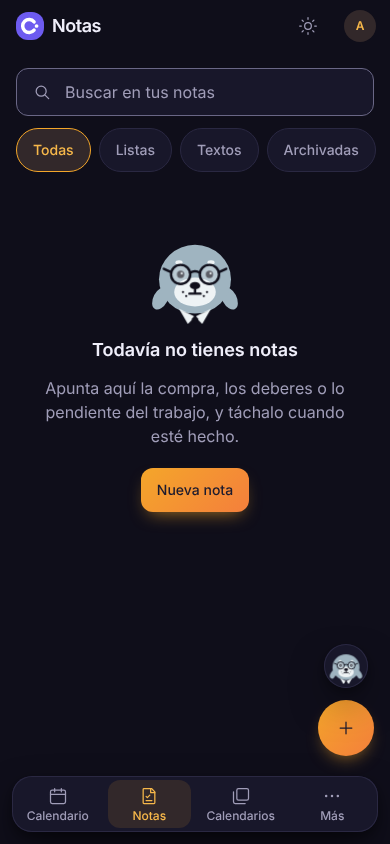 Notas
A
Buscar en tus notas
Todas
Listas
Textos
Archivadas
Todavía no tienes notas
Apunta aquí la compra, los deberes o lo
pendiente del trabajo, y táchalo cuando
esté hecho.
Nueva nota
Calendario
Notas
Calendarios
Más